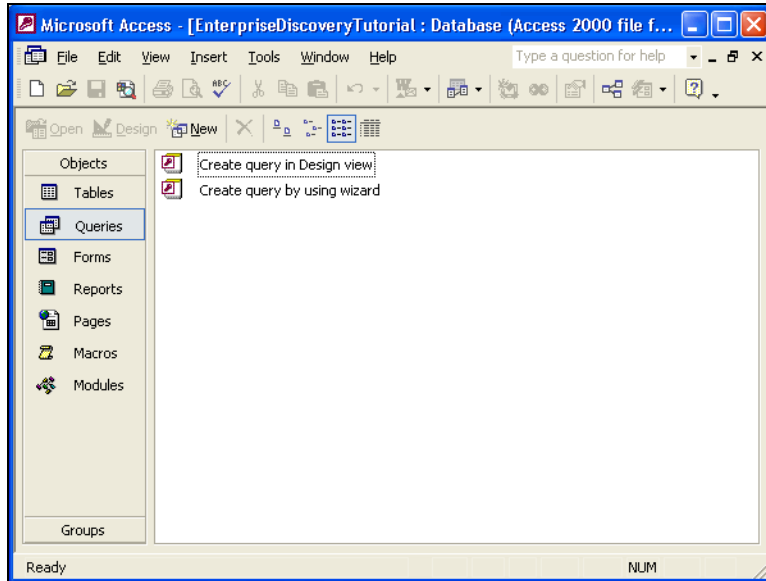 Microsoft Access - [EnterpriseDiscoveryTutorial : Database (Access 2000 file f...
File Edit View Insert Tools Window Help Type a question for help
ABC
Open Design New
Objects
Tables
Queries
Forms
Reports
Pages
Macros
Modules
Groups
Create query in Design view
Create query by using wizard
Ready NUM